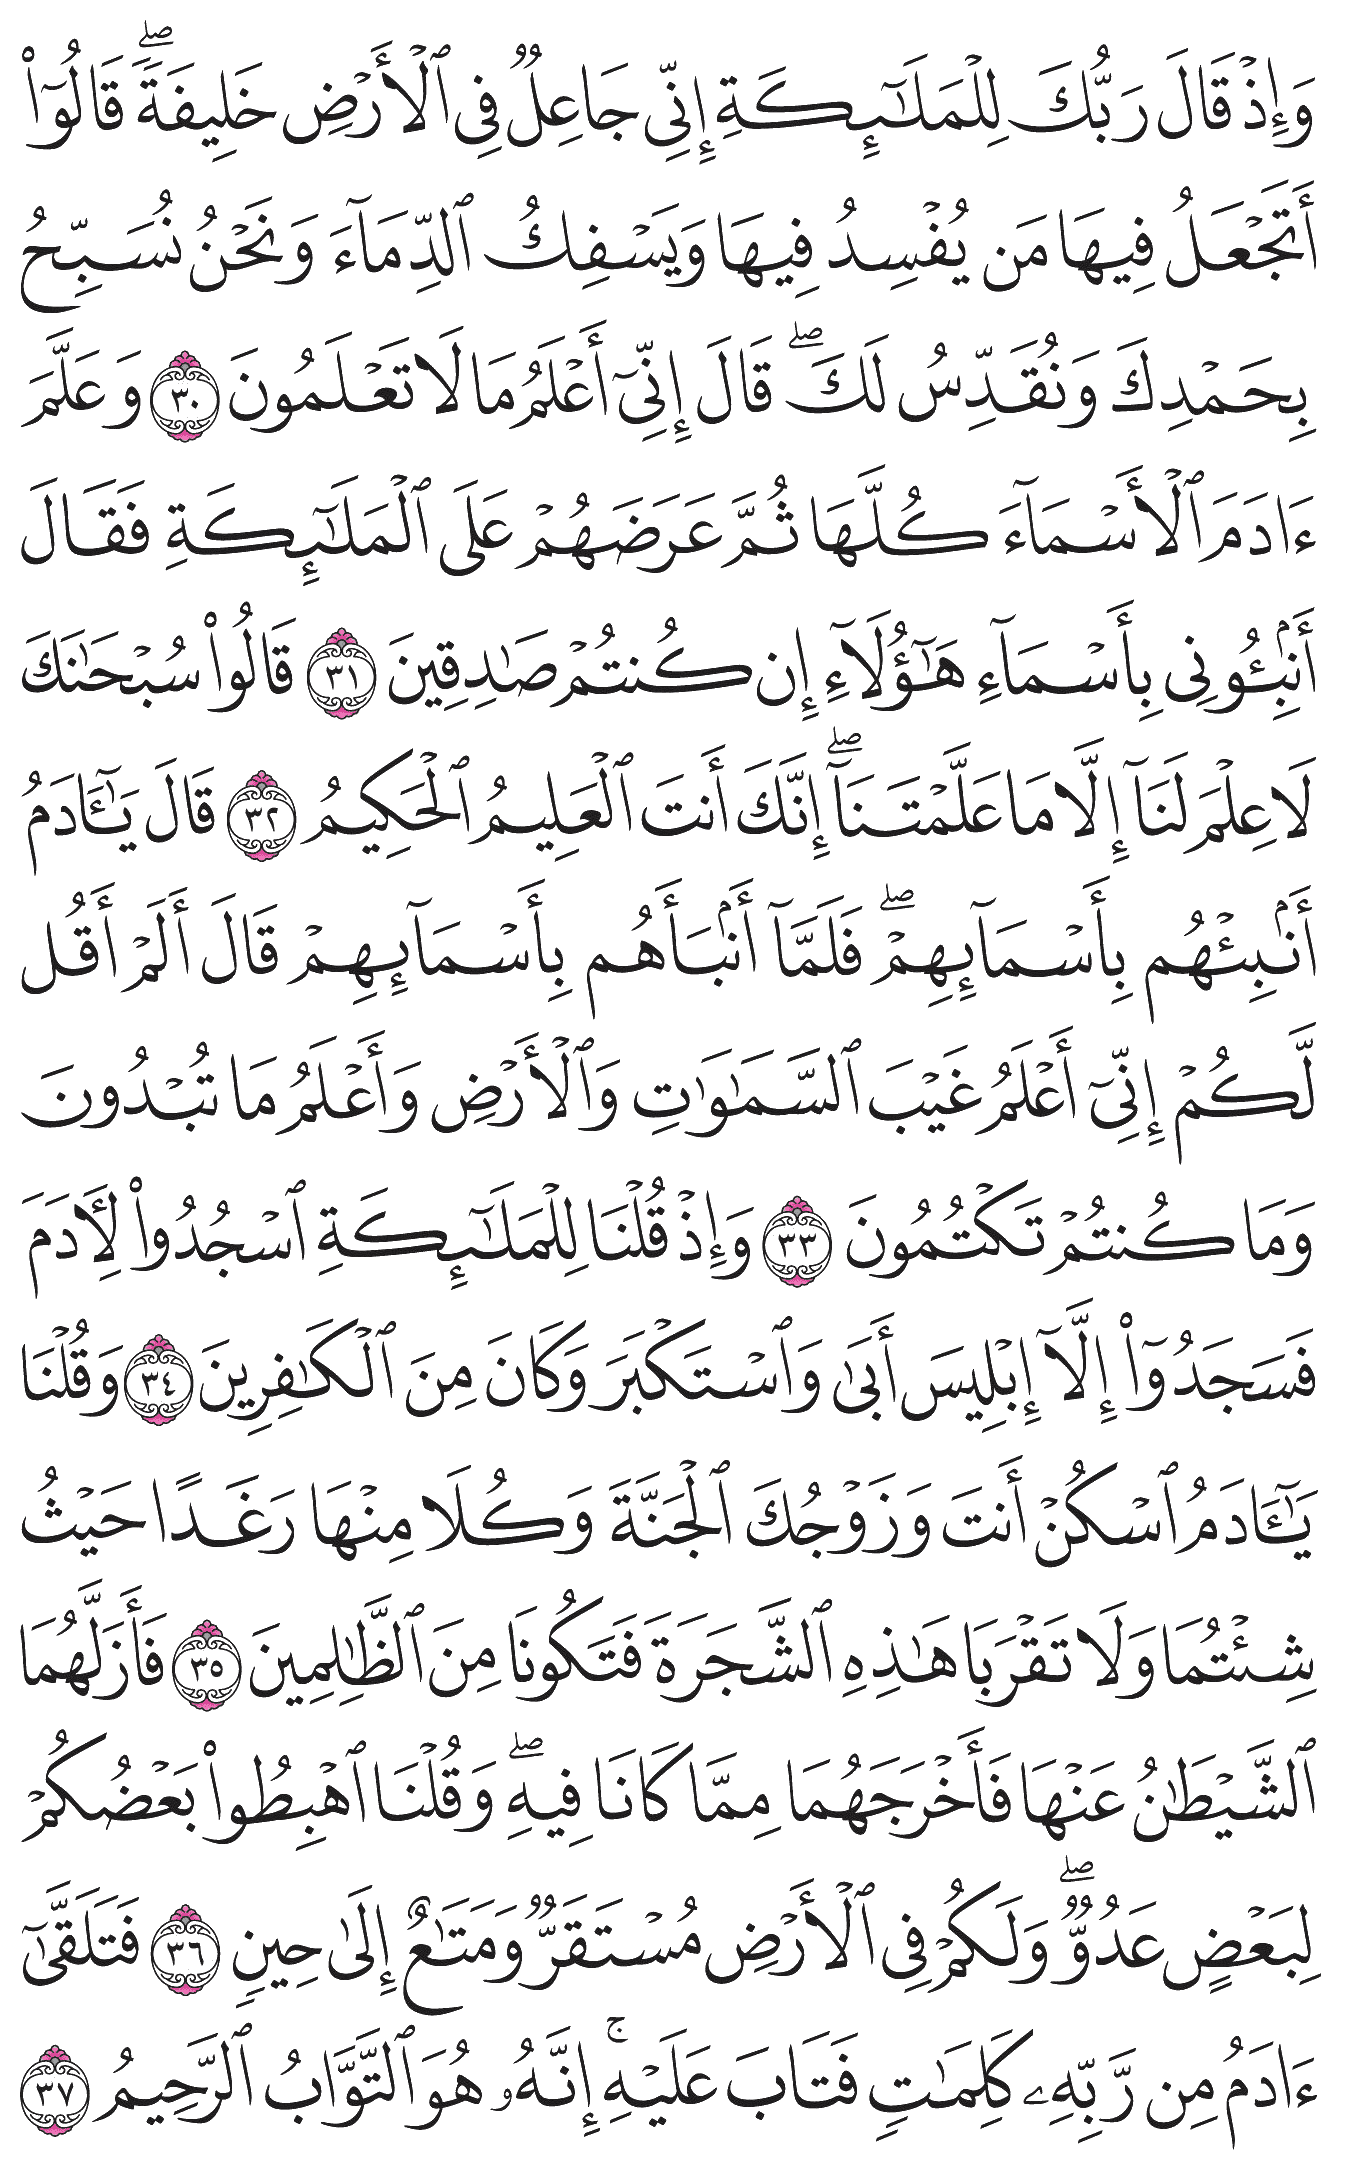 وَإِذۡ قَالَ رَبُّكَ لِلۡمَلَٰٓئِكَةِ إِنِّي جَاعِلٞ فِي ٱلۡأَرۡضِ خَلِيفَةٗۖ قَالُوٓاْ
أَتَجۡعَلُ فِيهَا مَن يُفۡسِدُ فِيهَا وَيَسۡفِكُ ٱلدِّمَآءَ وَنَحۡنُ نُسَبِّحُ
بِحَمۡدِكَ وَنُقَدِّسُ لَكَۖ قَالَ إِنِّيٓ أَعۡلَمُ مَا لَا تَعۡلَمُونَ ٣٠ وَعَلَّمَ
ءَادَمَ ٱلۡأَسۡمَآءَ كُلَّهَا ثُمَّ عَرَضَهُمۡ عَلَى ٱلۡمَلَٰٓئِكَةِ فَقَالَ
أَنۢبِـُٔونِي بِأَسۡمَآءِ هَٰٓؤُلَآءِ إِن كُنتُمۡ صَٰدِقِينَ ٣١ قَالُواْ سُبۡحَٰنَكَ
لَا عِلۡمَ لَنَآ إِلَّا مَا عَلَّمۡتَنَآۖ إِنَّكَ أَنتَ ٱلۡعَلِيمُ ٱلۡحَكِيمُ ٣٢ قَالَ يَٰٓـَٔادَمُ
أَنۢبِئۡهُم بِأَسۡمَآئِهِمۡۖ فَلَمَّآ أَنۢبَأَهُم بِأَسۡمَآئِهِمۡ قَالَ أَلَمۡ أَقُل
لَّكُمۡ إِنِّيٓ أَعۡلَمُ غَيۡبَ ٱلسَّمَٰوَٰتِ وَٱلۡأَرۡضِ وَأَعۡلَمُ مَا تُبۡدُونَ
وَمَا كُنتُمۡ تَكۡتُمُونَ ٣٣ وَإِذۡ قُلۡنَا لِلۡمَلَٰٓئِكَةِ ٱسۡجُدُواْ لِأٓدَمَ
فَسَجَدُوٓاْ إِلَّآ إِبۡلِيسَ أَبَىٰ وَٱسۡتَكۡبَرَ وَكَانَ مِنَ ٱلۡكَٰفِرِينَ ٣٤ وَقُلۡنَا
يَٰٓـَٔادَمُ ٱسۡكُنۡ أَنتَ وَزَوۡجُكَ ٱلۡجَنَّةَ وَكُلَا مِنۡهَا رَغَدًا حَيۡثُ
شِئۡتُمَا وَلَا تَقۡرَبَا هَٰذِهِ ٱلشَّجَرَةَ فَتَكُونَا مِنَ ٱلظَّٰلِمِينَ ٣٥ فَأَزَلَّهُمَا
ٱلشَّيۡطَٰنُ عَنۡهَا فَأَخۡرَجَهُمَا مِمَّا كَانَا فِيهِۖ وَقُلۡنَا ٱهۡبِطُواْ بَعۡضُكُمۡ
لِبَعۡضٍ عَدُوّٞۖ وَلَكُمۡ فِي ٱلۡأَرۡضِ مُسۡتَقَرّٞ وَمَتَٰعٌ إِلَىٰ حِينٖ ٣٦ فَتَلَقَّىٰٓ
ءَادَمُ مِن رَّبِّهِۦ كَلِمَٰتٖ فَتَابَ عَلَيۡهِۚ إِنَّهُۥ هُوَ ٱلتَّوَّابُ ٱلرَّحِيمُ ٣٧